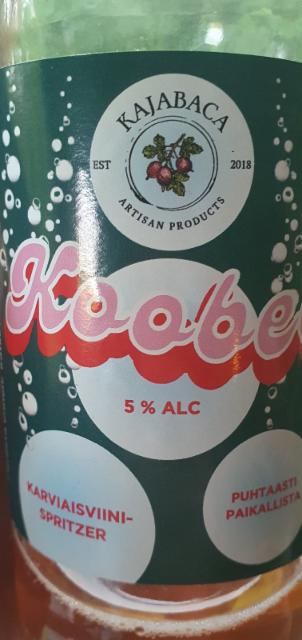 KAJABACA
EST 2018
ARTISAN PRODUCTS
Koobe
5 % ALC
KARVIAISVIINI-
SPRITZER
PUHTAASTI
PAIKALLISTA